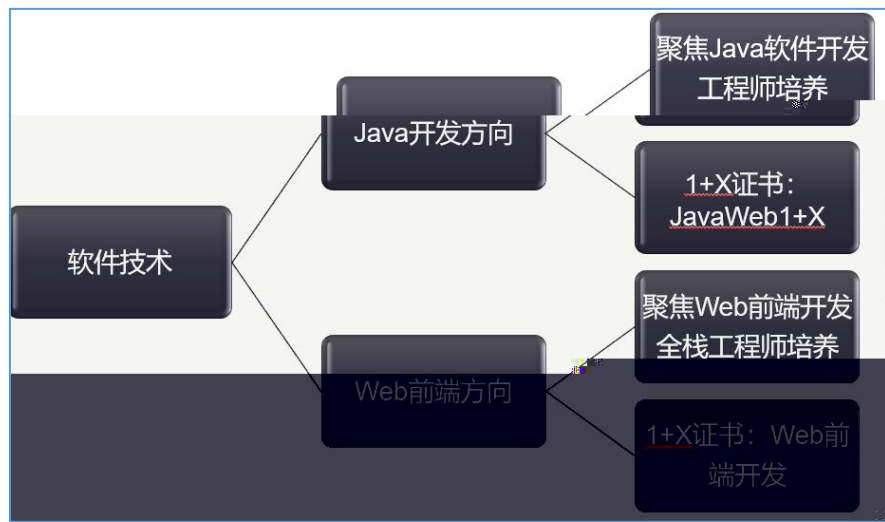 软件技术
Java开发方向
聚焦Java软件开发
工程师培养
1+X证书：
JavaWeb1+X
Web前端方向
聚焦Web前端开发
全栈工程师培养
1+X证书：Web前
端开发